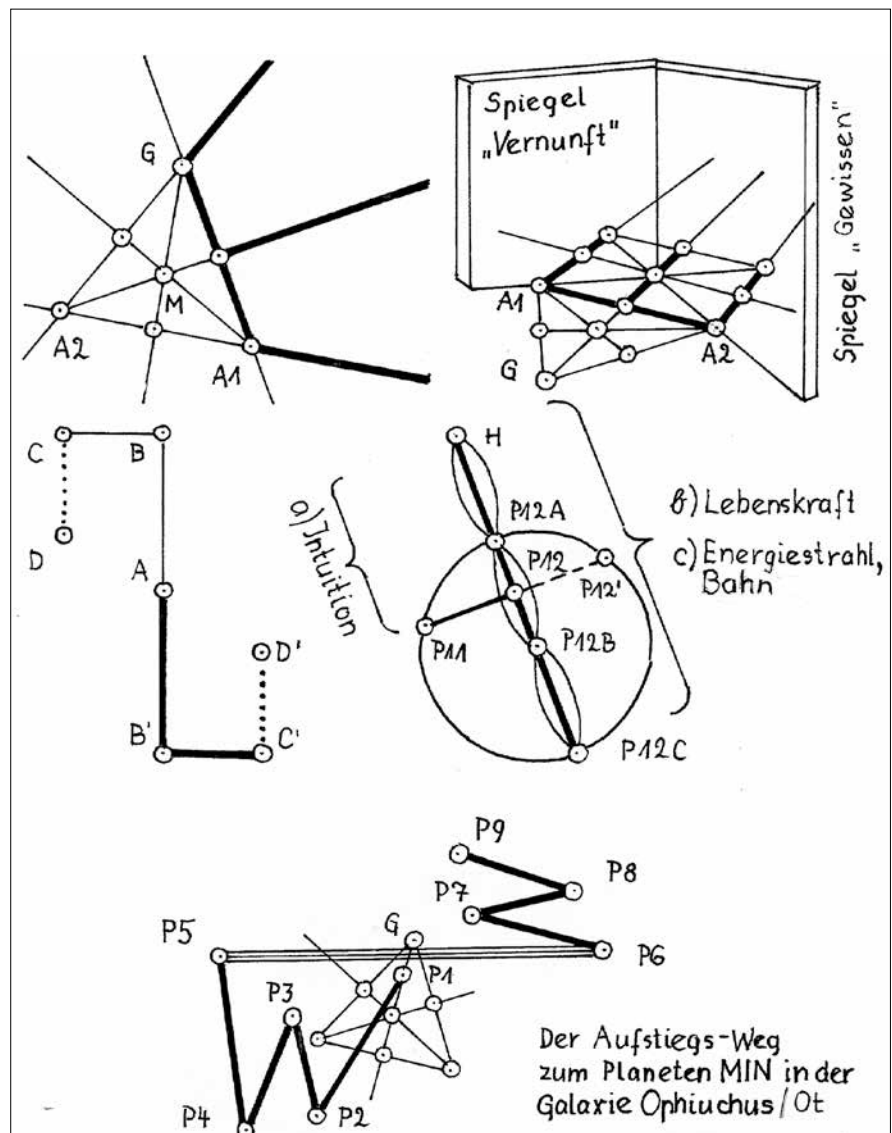 G
M
A2
A1
Spiegel
„Vernunft"
Spiegel „Gewissen"
A1
A2
G
C
B
D
A
D'
B'
C'
H
a) Intuition
P12A
P12
P12'
P11
P12B
P12C
b) Lebenskraft
c) Energiestrahl,
Bahn
P9
P8
P7
G
P5
P6
P1
P3
P4
P2
Der Aufstiegs-Weg
zum Planeten MIN in der
Galaxie Ophiuchus/Ot